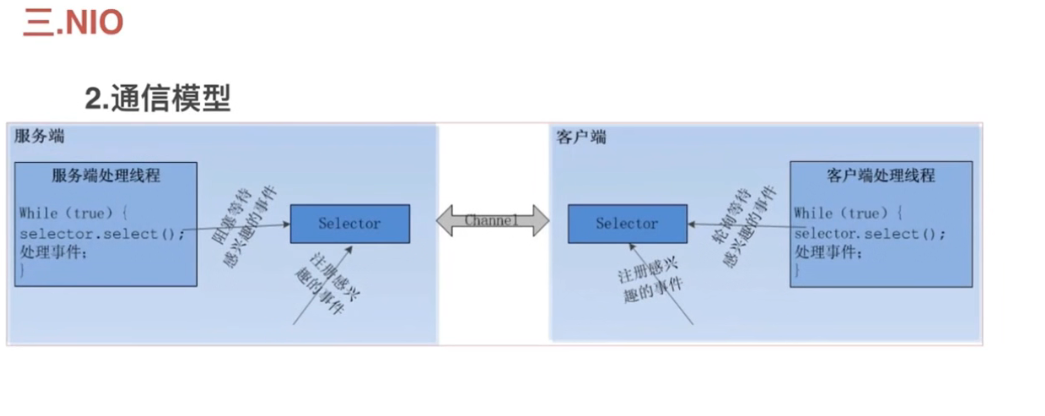 三.NIO
2.通信模型
服务端
服务端处理线程
While（true）{
selector.select();
处理事件;
}
阻塞等待
感兴趣的事件
Selector
注册感兴
趣的事件
Channel
客户端
Selector
注册感兴
趣的事件
轮询等待
感兴趣的事件
客户端处理线程
While（true）{
selector.select();
处理事件;
}